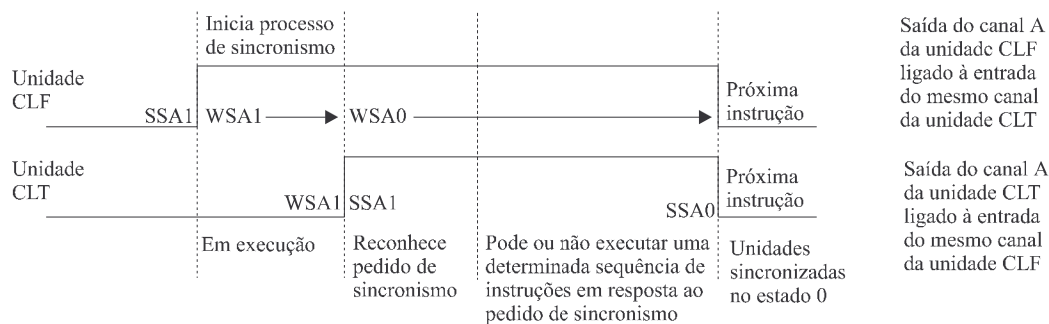 Inicia processo
de sincronismo
Unidade
CLF
SSA1
WSA1
WSA0
Próxima
instrução
Saída do canal A
da unidade CLF
ligado à entrada
do mesmo canal
da unidade CLT
Unidade
CLT
WSA1
SSA1
SSA0
Próxima
instrução
Saída do canal A
da unidade CLT
ligado à entrada
do mesmo canal
da unidade CLF
Em execução
Reconhece
pedido de
sincronismo
Pode ou não executar uma
determinada sequência de
instruções em resposta ao
pedido de sincronismo
Unidades
sincronizadas
no estado 0